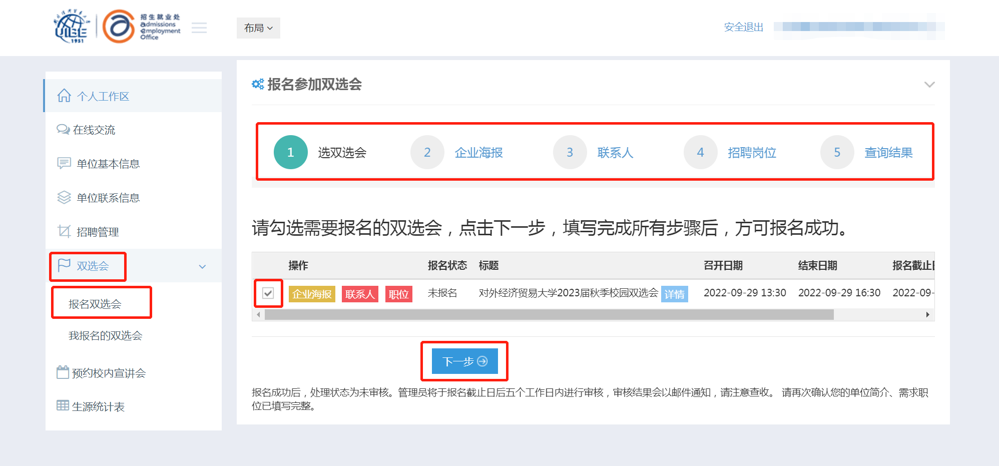 UIBE
1951
招生就业处
admissions
employment
Office
布局
安全退出
个人工作区
在线交流
单位基本信息
单位联系信息
招聘管理
双选会
报名双选会
我报名的双选会
预约校内宣讲会
生源统计表
报名参加双选会
1 选双选会 2 企业海报 3 联系人 4 招聘岗位 5 查询结果
请勾选需要报名的双选会，点击下一步，填写完成所有步骤后，方可报名成功。
操作 报名状态 标题 召开日期 结束日期 报名截止日
企业海报 联系人 职位 未报名 对外经济贸易大学2023届秋季校园双选会 详情 2022-09-29 13:30 2022-09-29 16:30 2022-09-
下一步
报名成功后，处理状态为未审核。管理员将于报名截止日后五个工作日内进行审核，审核结果会以邮件通知，请注意查收。 请再次确认您的单位简介、需求职
位已填写完整。